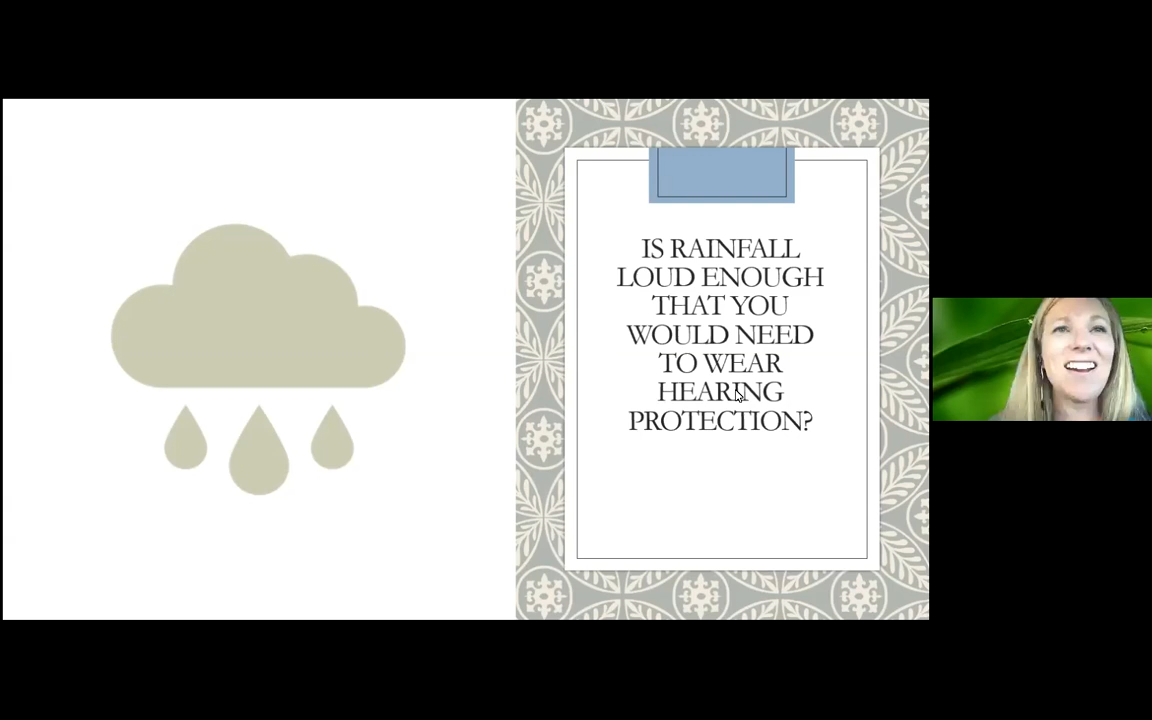 IS RAINFALL
LOUD ENOUGH
THAT YOU
WOULD NEED
TO WEAR
HEARING
PROTECTION?